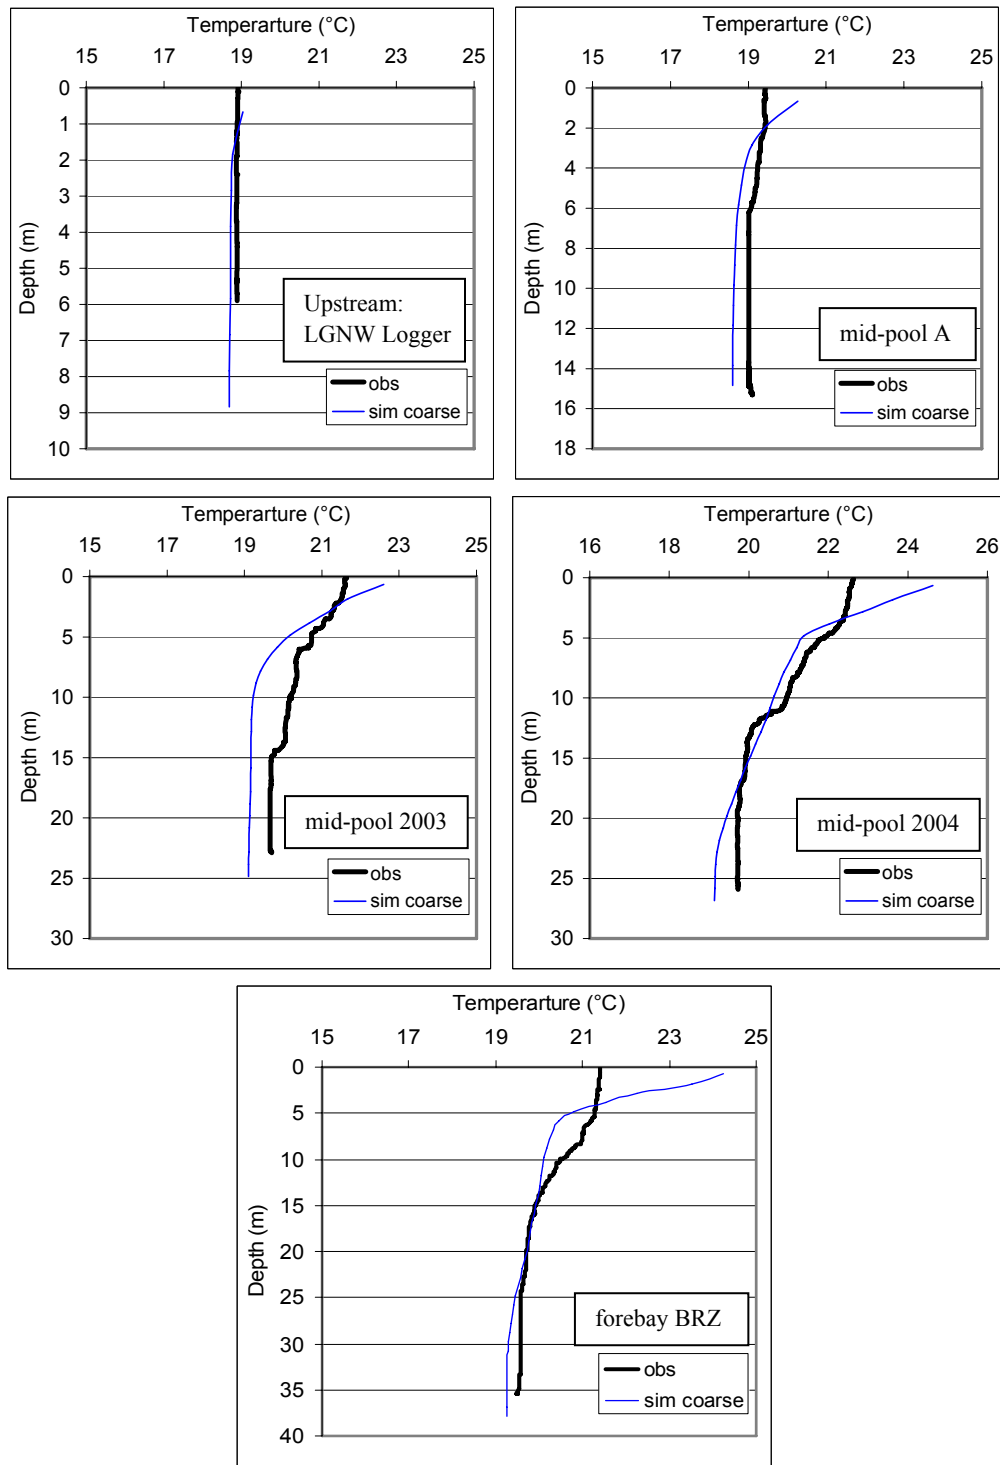 Temperarture (°C)
15 17 19 21 23 25
0
1
2
3
4
5
6
7
8
9
10
Depth (m)
Upstream:
LGNW Logger
obs
sim coarse
Temperarture (°C)
15 17 19 21 23 25
0
2
4
6
8
10
12
14
16
18
Depth (m)
mid-pool A
obs
sim coarse
Temperarture (°C)
15 17 19 21 23 25
0
5
10
15
20
25
30
Depth (m)
mid-pool 2003
obs
sim coarse
Temperarture (°C)
16 18 20 22 24 26
0
5
10
15
20
25
30
Depth (m)
mid-pool 2004
obs
sim coarse
Temperarture (°C)
15 17 19 21 23 25
0
5
10
15
20
25
30
35
40
Depth (m)
forebay BRZ
obs
sim coarse